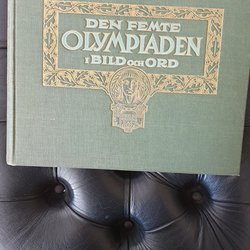 DEN FEMTE
OLYMPIADEN
I BILD OCH ORD